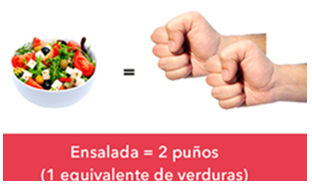 =
Ensalada = 2 puños
(1 equivalente de verduras)